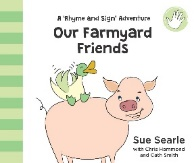 A 'Rhyme and Sign' Adventure
Our Farmyard
Friends
Sue Searle
with Chris Hammond
and Cath Smith